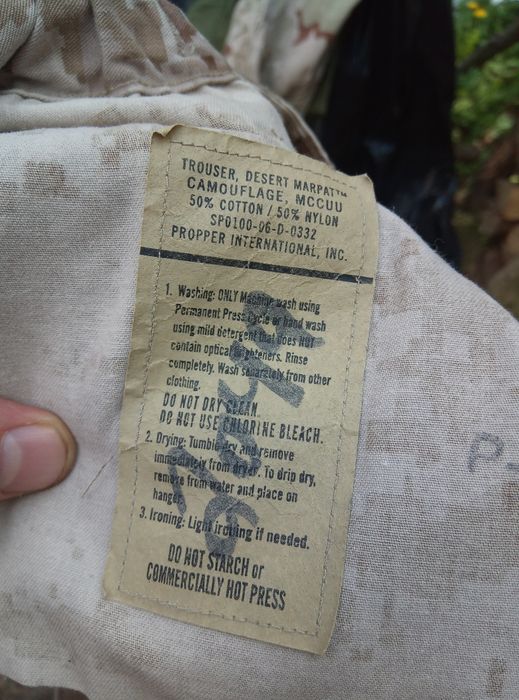 TROUSER, DESERT MARPAT™
CAMOUFLAGE, MCCUU
50% COTTON / 50% NYLON
SP0100-06-D-0332
PROPPER INTERNATIONAL, INC.
1. Washing: ONLY Machine wash using
Permanent Press Cycle or hand wash
using mild detergent that does NOT
contain optical brighteners. Rinse
completely. Wash separately from other
clothing.
DO NOT DRY CLEAN.
DO NOT USE CHLORINE BLEACH.
2. Drying: Tumble dry and remove
immediately from dryer. To drip dry,
remove from water and place on
hanger.
3. Ironing: Light ironing if needed.
DO NOT STARCH or
COMMERCIALLY HOT PRESS
P-